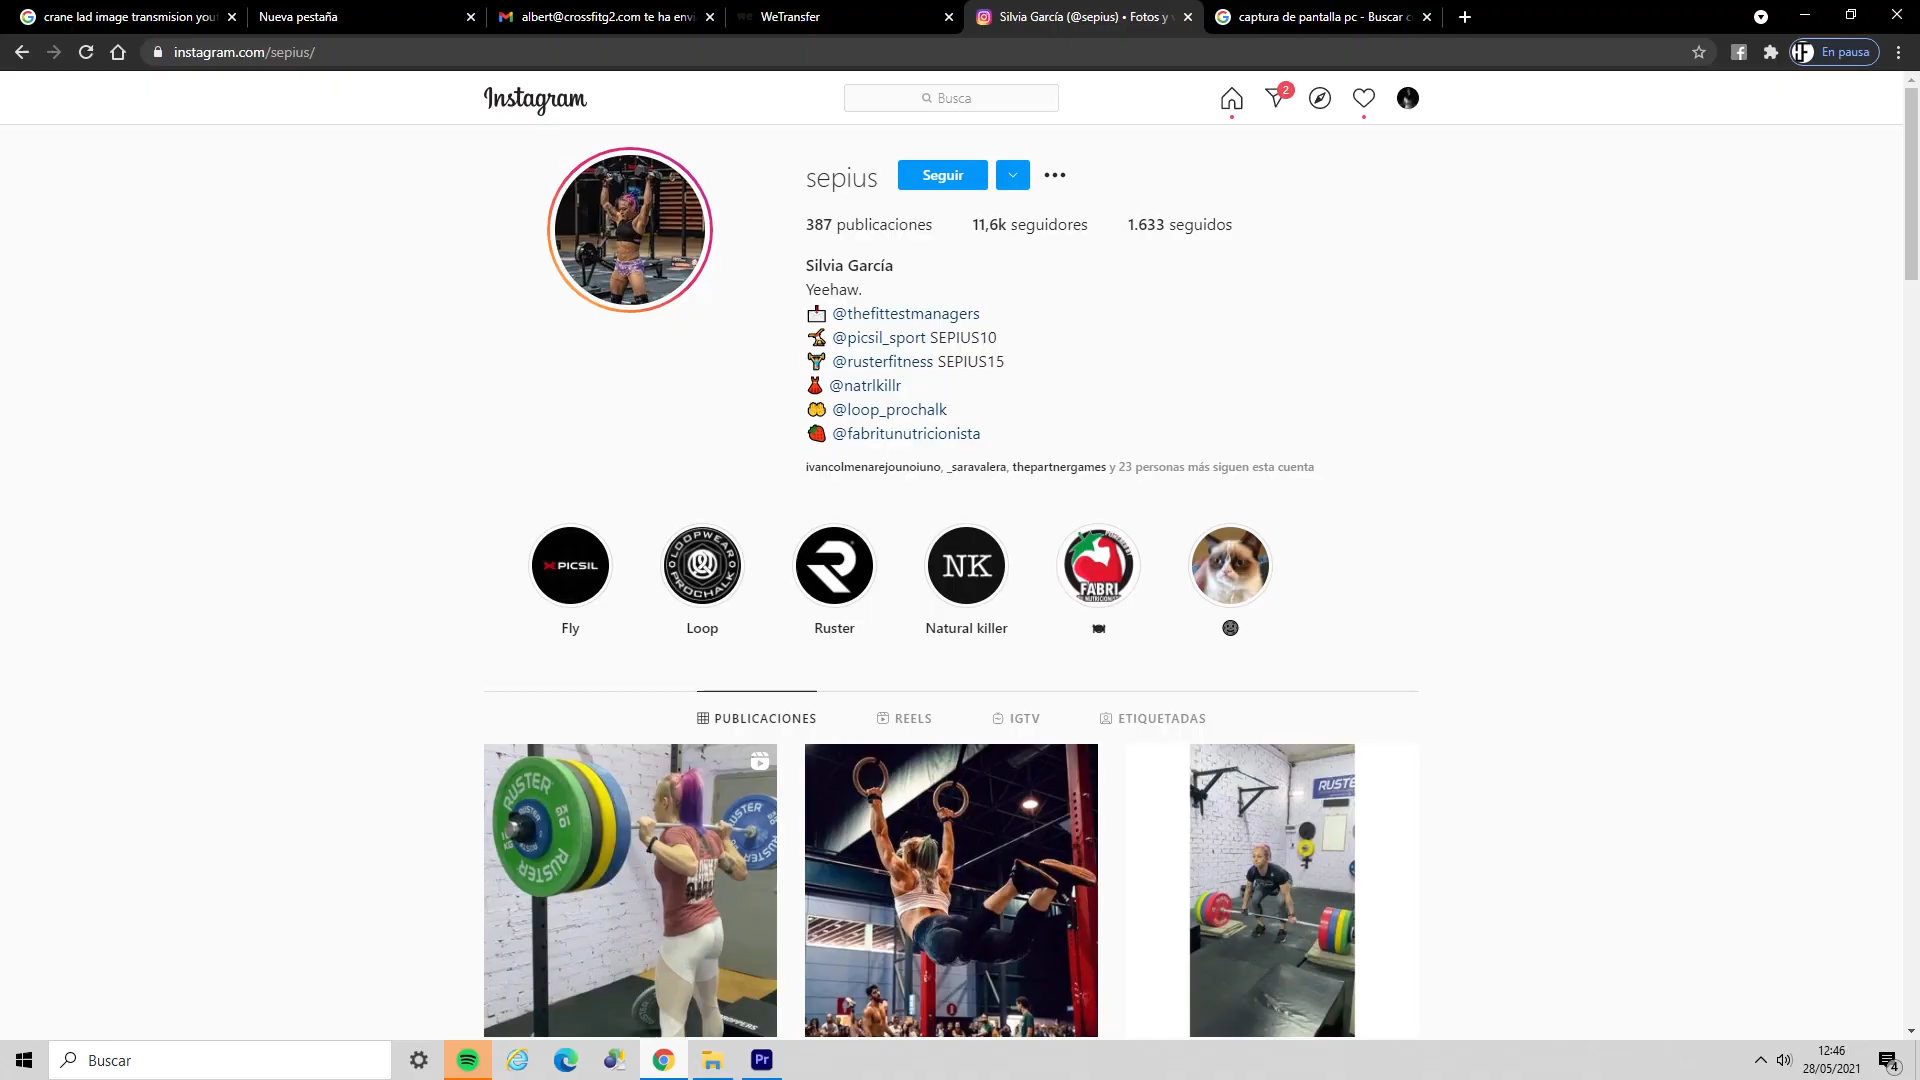 crane lad image transmision you
Nueva pestaña
albert@crossfitg2.com te ha envi
WeTransfer
Silvia García (@sepius) • Fotos y v
captura de pantalla pc - Buscar c
instagram.com/sepius/
En pausa
Instagram
Busca
2
sepius
Seguir
387 publicaciones
11,6k seguidores
1.633 seguidos
Silvia García
Yeehaw.
@thefittestmanagers
@picsil_sport SEPIUS10
@rusterfitness SEPIUS15
@natrlkillr
@loop_prochalk
@fabritunutricionista
ivancolmenarejounoiuno, _saravalera, thepartnergames y 23 personas más siguen esta cuenta
PICSIL
LOOPWEAR
PROCHALK
R
NK
FABRI
NUTRICIONISTA
Fly
Loop
Ruster
Natural killer
PUBLICACIONES
REELS
IGTV
ETIQUETADAS
RUSTER
RUSTER
RUSTER
RUSTER
RUSTE
Buscar
Pr
12:46
28/05/2021
4